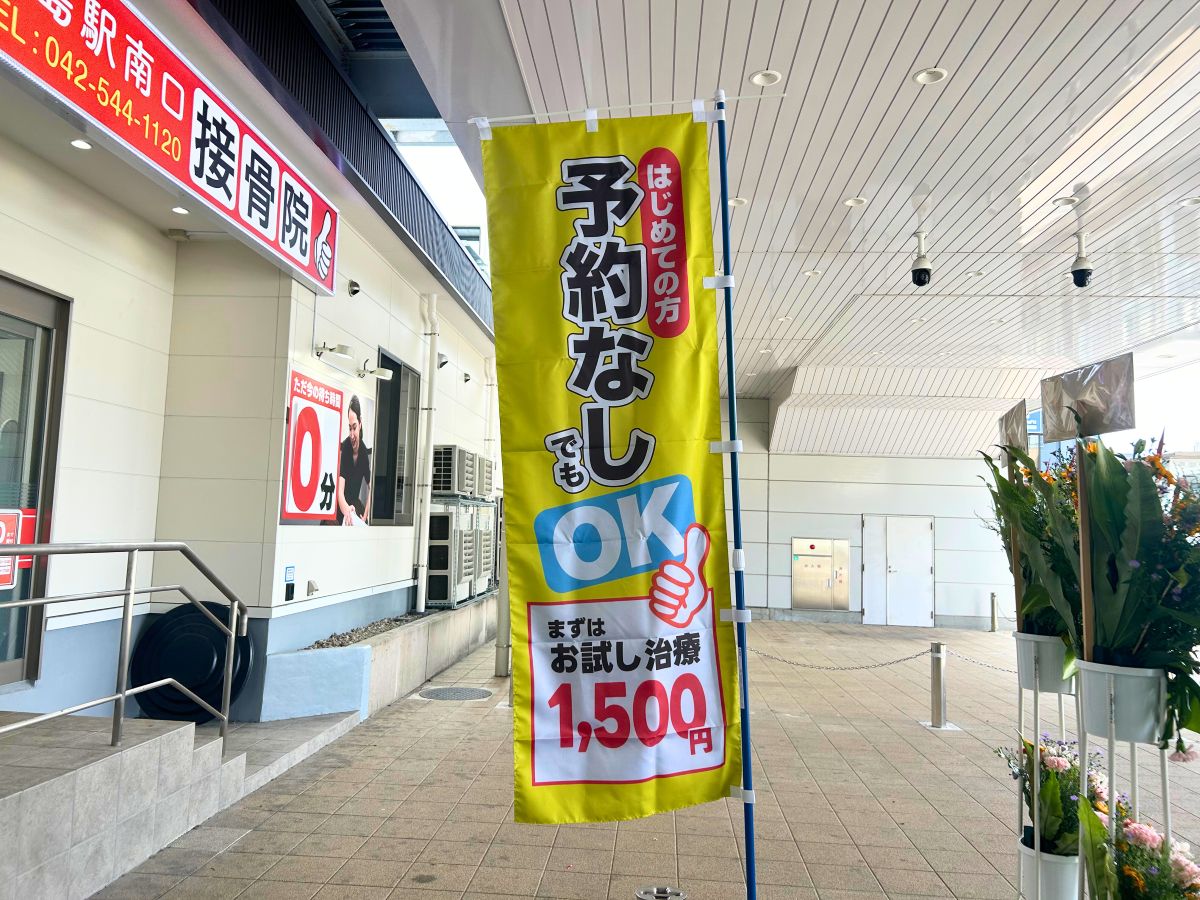 島駅南口
EL:042-544-1120
接骨院
ただ今の待ち時間
0分
はじめての方
予約なし
でも
OK
まずは
お試し治療
1,500円